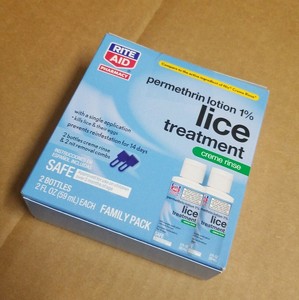 RITE
AID
PHARMACY
permethrin lotion 1%
lice
treatment
creme rinse
• with a single application
• kills lice & their eggs
• prevents reinfestation for 14 days
2 bottles creme rinse
& 2 nit removal combs
SAFE
2 BOTTLES
2 FL OZ (59 mL) EACH
FAMILY PACK
lice
treatment
lice
treatment